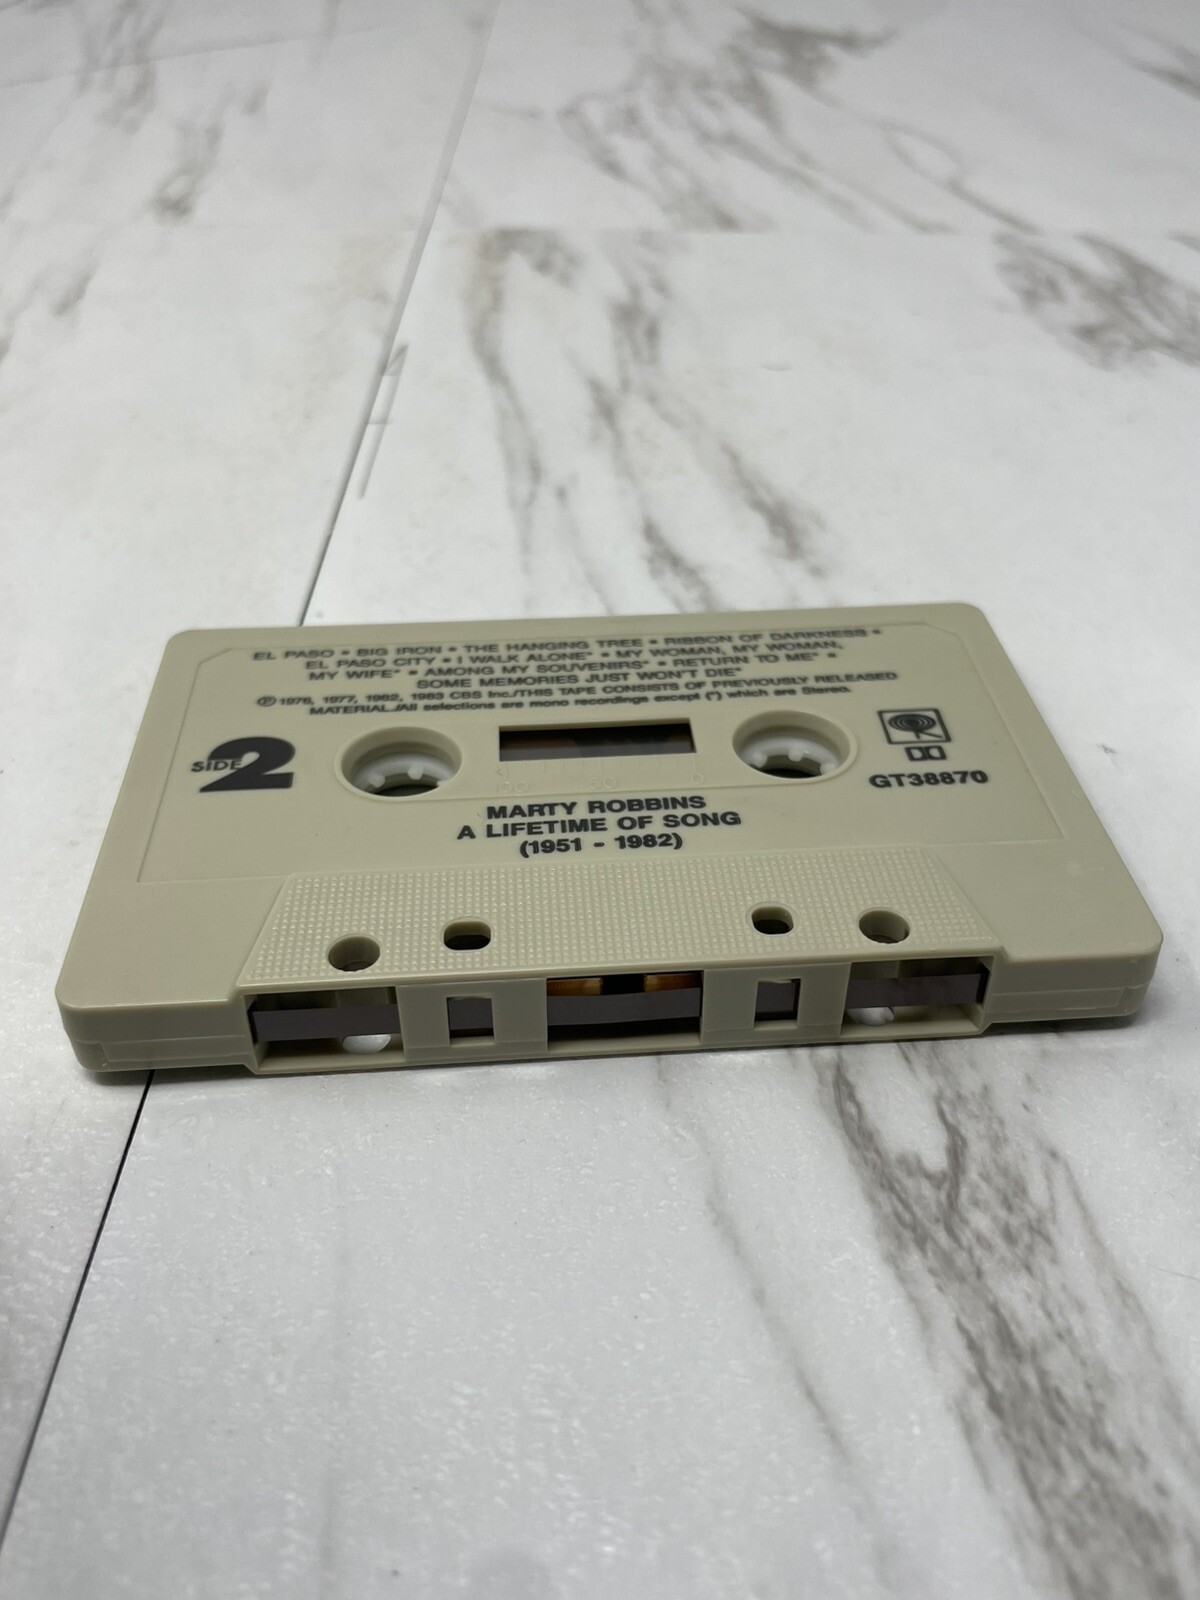 EL PASO • BIG IRON • THE HANGING TREE • RIBBON OF DARKNESS •
EL PASO CITY • I WALK ALONE* • MY WOMAN, MY WOMAN,
MY WIFE* • AMONG MY SOUVENIRS* • RETURN TO ME* •
SOME MEMORIES JUST WON'T DIE*
℗ 1976, 1977, 1982, 1983 CBS Inc./THIS TAPE CONSISTS OF PREVIOUSLY RELEASED
MATERIAL./All selections are mono recordings except (*) which are Stereo.
SIDE 2
100 50 0
GT38870
MARTY ROBBINS
A LIFETIME OF SONG
(1951 - 1982)